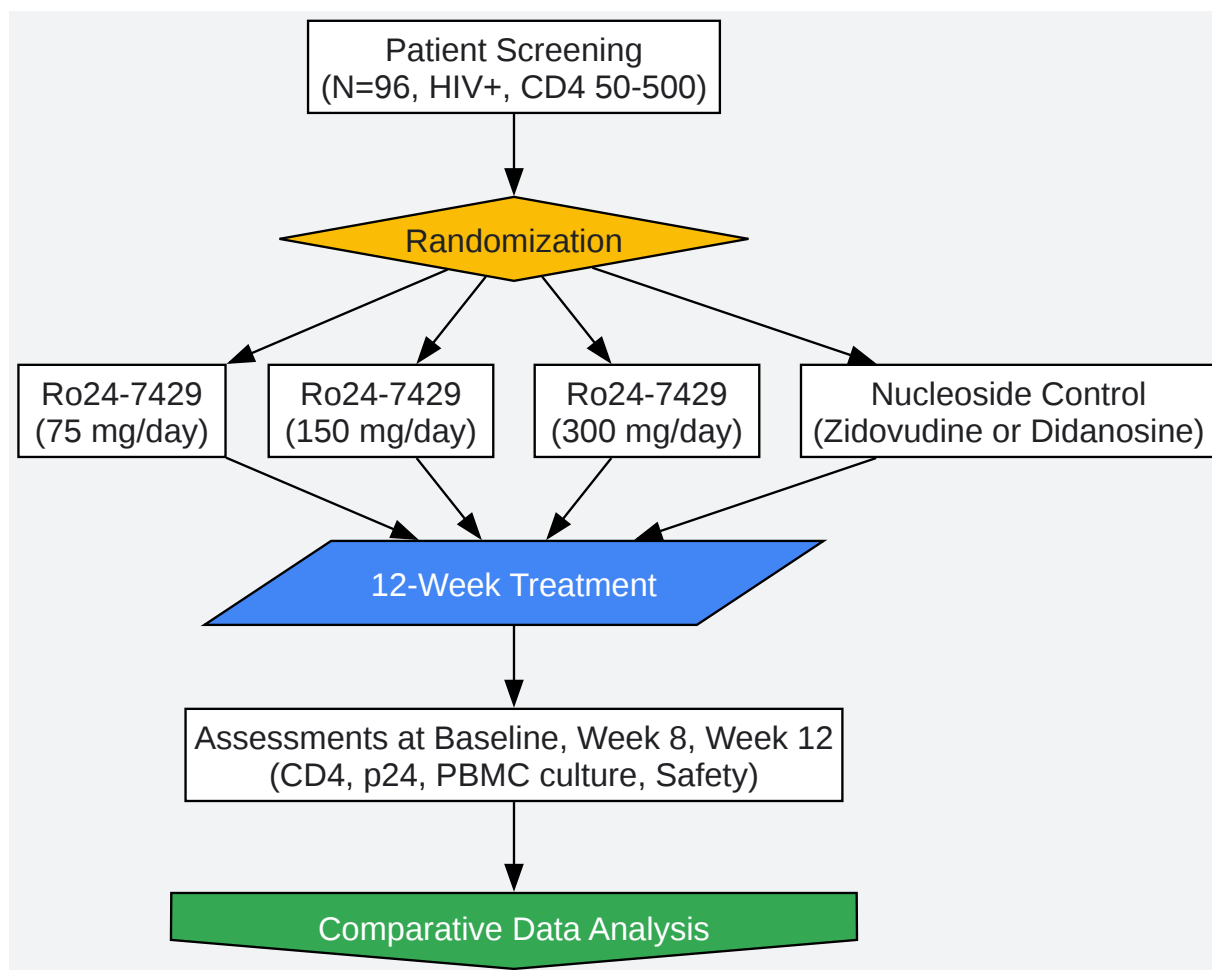 Patient Screening
(N=96, HIV+, CD4 50-500)
Randomization
Ro24-7429
(75 mg/day)
Ro24-7429
(150 mg/day)
Ro24-7429
(300 mg/day)
Nucleoside Control
(Zidovudine or Didanosine)
12-Week Treatment
Assessments at Baseline, Week 8, Week 12
(CD4, p24, PBMC culture, Safety)
Comparative Data Analysis